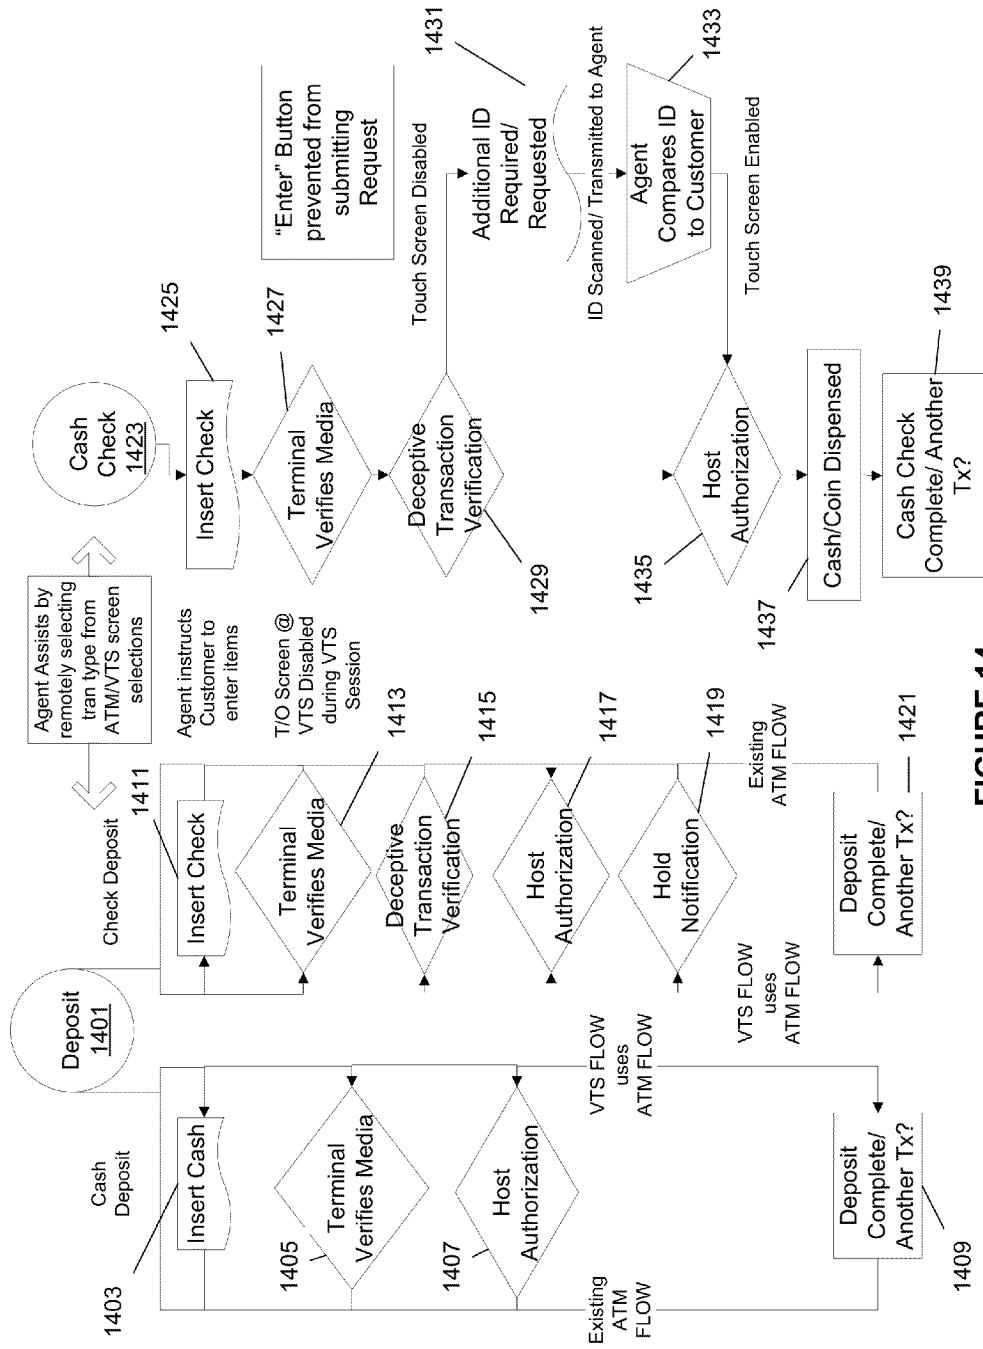 Deposit
1401
Cash
Deposit
1403
Insert Cash
1405
Terminal
Verifies Media
1407
Host
Authorization
Existing
ATM
FLOW
VTS FLOW
uses
ATM FLOW
Deposit
Complete/
Another Tx?
1409
Check Deposit
1411
Insert Check
Terminal
Verifies Media
1413
Deceptive
Transaction
Verification
1415
Host
Authorization
1417
Hold
Notification
1419
VTS FLOW
uses
ATM FLOW
Existing
ATM FLOW
Deposit
Complete/
Another Tx?
1421
Agent Assists by
remotely selecting
tran type from
ATM/VTS screen
selections
Agent instructs
Customer to
enter items
T/O Screen @
VTS Disabled
during VTS
Session
Cash
Check
1423
Insert Check
1425
Terminal
Verifies Media
1427
Deceptive
Transaction
Verification
1429
"Enter" Button
prevented from
submitting
Request
Touch Screen Disabled
Additional ID
Required/
Requested
1431
ID Scanned/ Transmitted to Agent
Agent
Compares ID
to Customer
1433
Touch Screen Enabled
Host
Authorization
1435
Cash/Coin Dispensed
1437
Cash Check
Complete/ Another
Tx?
1439
FIGURE 14